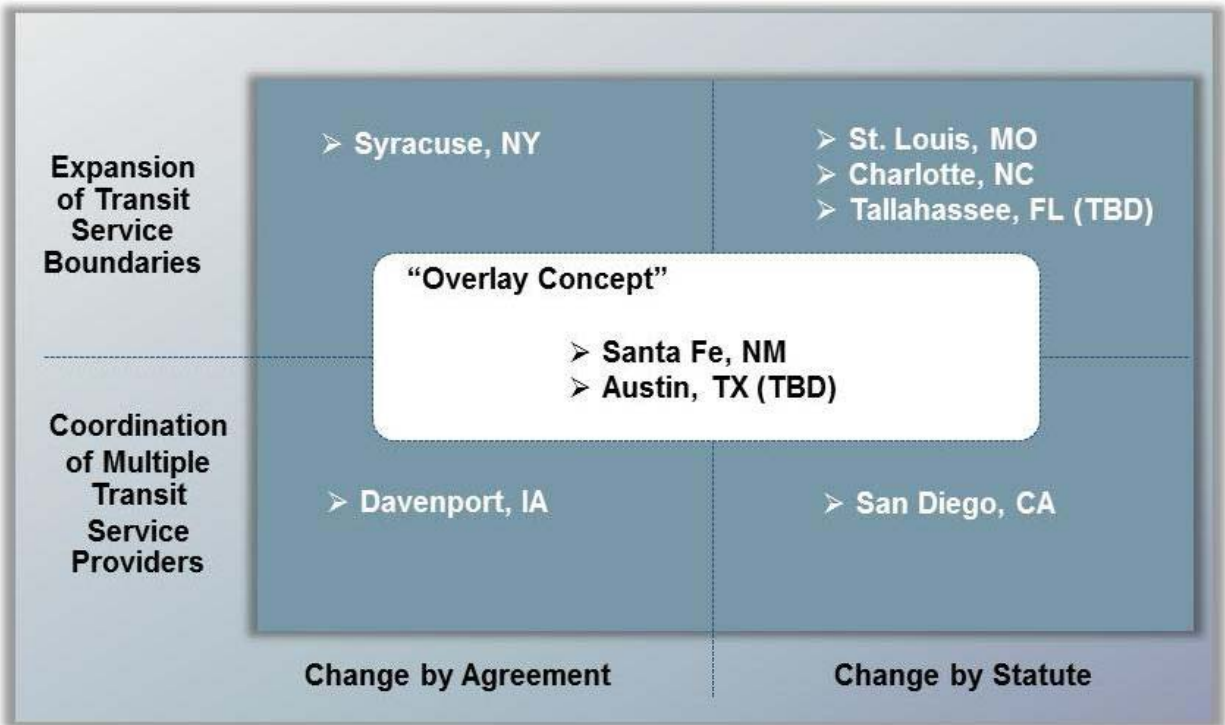 Expansion
of Transit
Service
Boundaries
➢ Syracuse, NY
➢ St. Louis, MO
➢ Charlotte, NC
➢ Tallahassee, FL (TBD)
“Overlay Concept”
➢ Santa Fe, NM
➢ Austin, TX (TBD)
Coordination
of Multiple
Transit
Service
Providers
➢ Davenport, IA
➢ San Diego, CA
Change by Agreement
Change by Statute